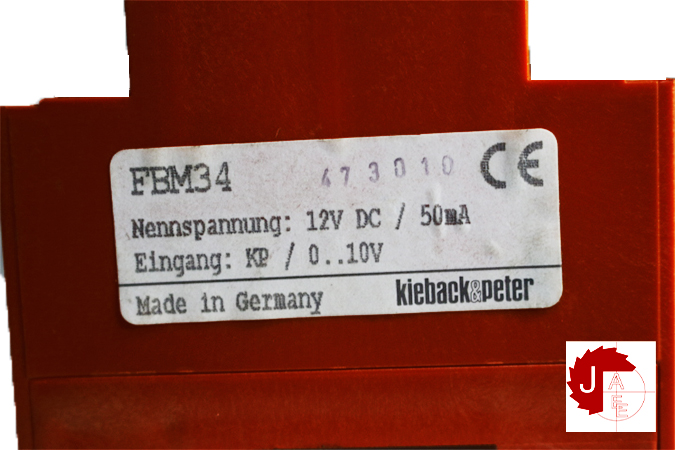 FBM34 473010 CE
Nennspannung: 12V DC / 50mA
Eingang: KP / 0..10V
Made in Germany kieback&peter
J
A
E